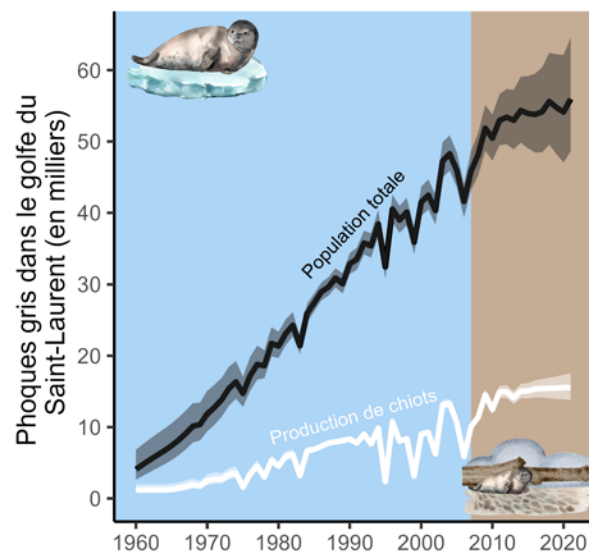 Phoques gris dans le golfe du
Saint-Laurent (en milliers)
60
50
40
30
20
10
0
Population totale
Production de chiots
1960 1970 1980 1990 2000 2010 2020